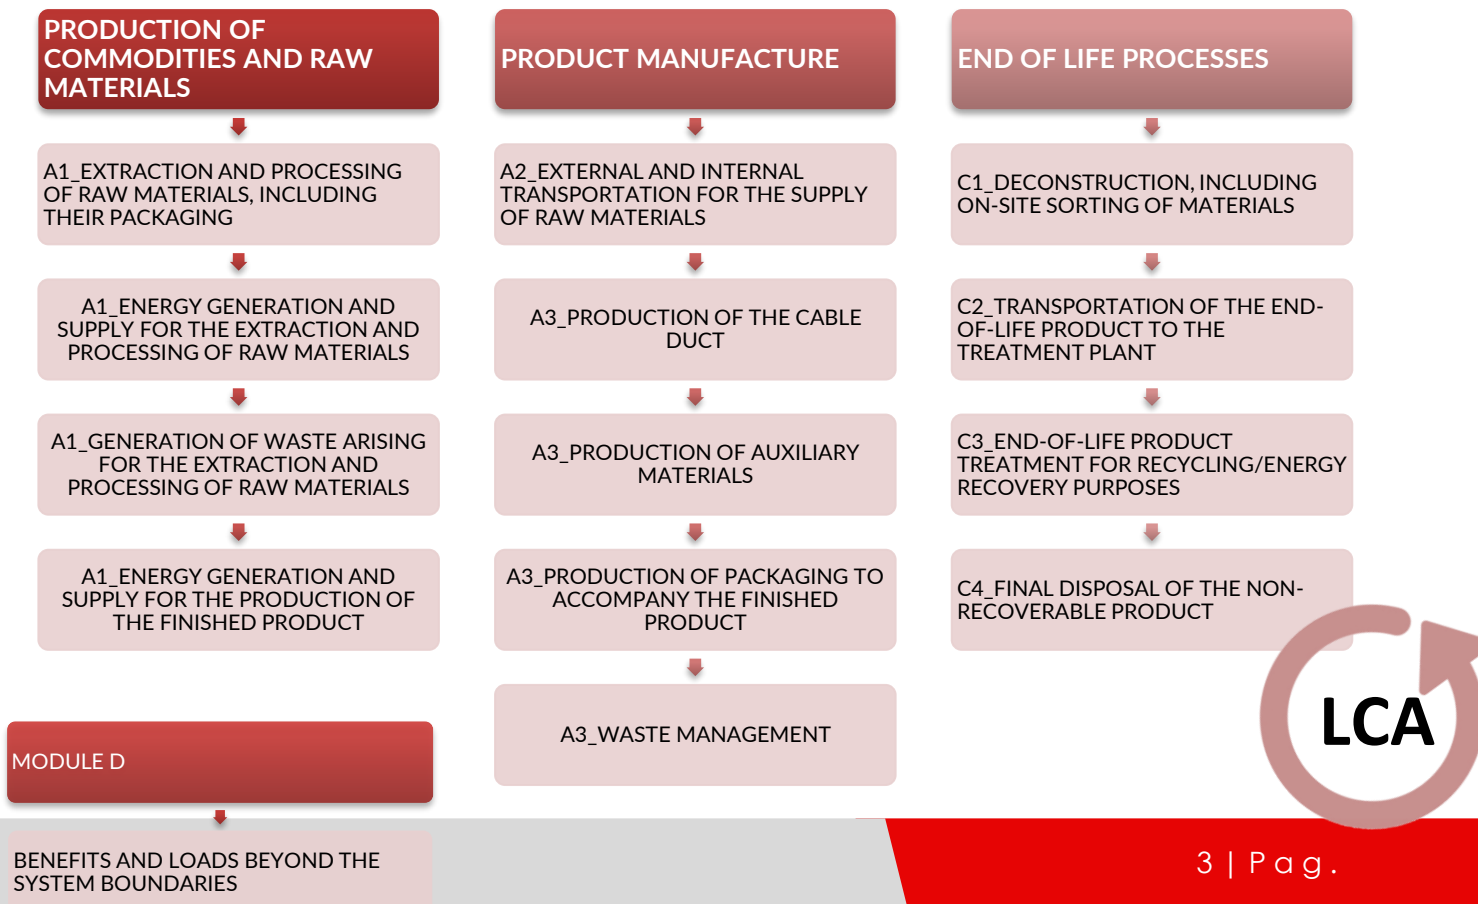 PRODUCTION OF
COMMODITIES AND RAW
MATERIALS
A1_EXTRACTION AND PROCESSING
OF RAW MATERIALS, INCLUDING
THEIR PACKAGING
A1_ENERGY GENERATION AND
SUPPLY FOR THE EXTRACTION AND
PROCESSING OF RAW MATERIALS
A1_GENERATION OF WASTE ARISING
FOR THE EXTRACTION AND
PROCESSING OF RAW MATERIALS
A1_ENERGY GENERATION AND
SUPPLY FOR THE PRODUCTION OF
THE FINISHED PRODUCT
PRODUCT MANUFACTURE
A2_EXTERNAL AND INTERNAL
TRANSPORTATION FOR THE SUPPLY
OF RAW MATERIALS
A3_PRODUCTION OF THE CABLE
DUCT
A3_PRODUCTION OF AUXILIARY
MATERIALS
A3_PRODUCTION OF PACKAGING TO
ACCOMPANY THE FINISHED
PRODUCT
A3_WASTE MANAGEMENT
END OF LIFE PROCESSES
C1_DECONSTRUCTION, INCLUDING
ON-SITE SORTING OF MATERIALS
C2_TRANSPORTATION OF THE END-
OF-LIFE PRODUCT TO THE
TREATMENT PLANT
C3_END-OF-LIFE PRODUCT
TREATMENT FOR RECYCLING/ENERGY
RECOVERY PURPOSES
C4_FINAL DISPOSAL OF THE NON-
RECOVERABLE PRODUCT
LCA
MODULE D
BENEFITS AND LOADS BEYOND THE
SYSTEM BOUNDARIES
3 | Pag.